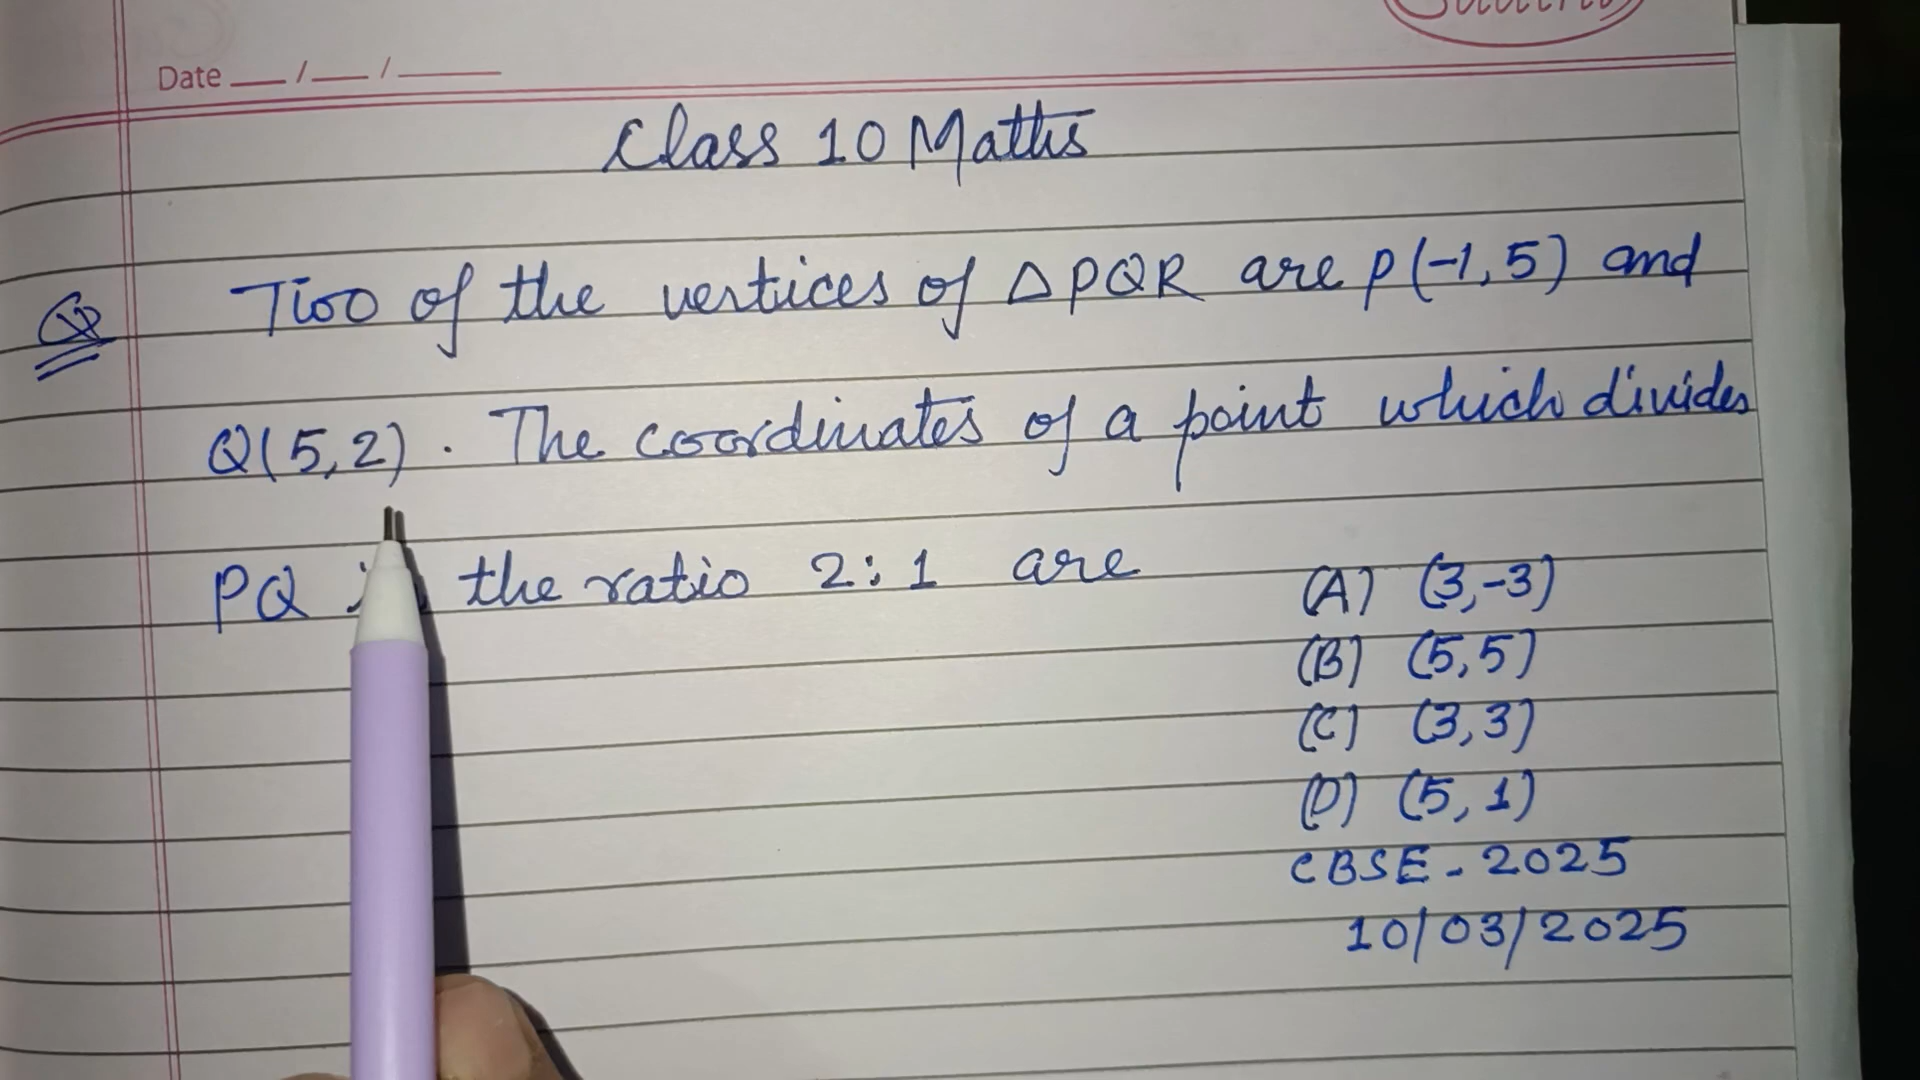 Date __/__/____
Class 10 Maths
Q Two of the vertices of △PQR are P(-1,5) and
Q(5,2). The coordinates of a point which divides
PQ the ratio 2:1 are
(A) (3,-3)
(B) (5,5)
(C) (3,3)
(D) (5,1)
CBSE-2025
10/03/2025